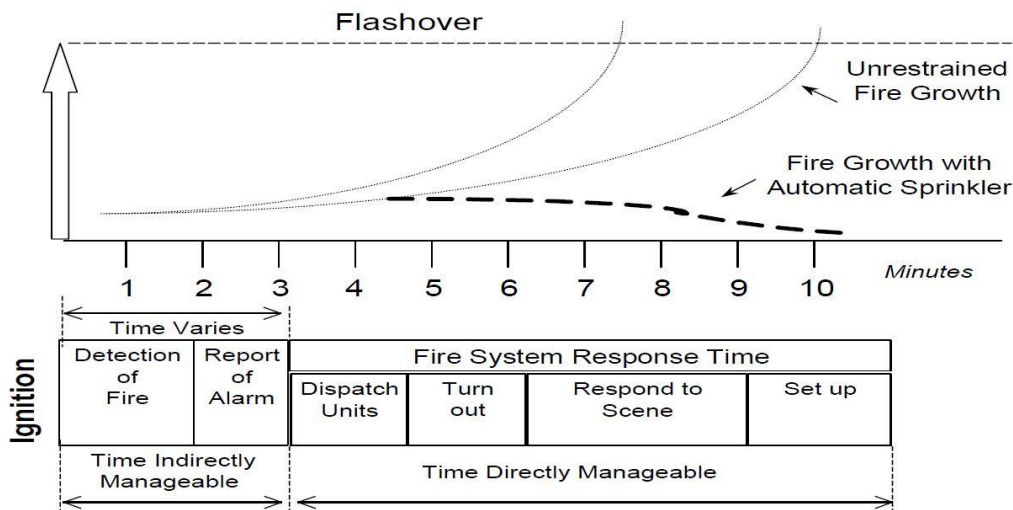 Flashover
Unrestrained
Fire Growth
Fire Growth with
Automatic Sprinkler
1 2 3 4 5 6 7 8 9 10
Minutes
Time Varies
Ignition
Detection
of
Fire
Report
of
Alarm
Fire System Response Time
Dispatch
Units
Turn
out
Respond to
Scene
Set up
Time Indirectly
Manageable
Time Directly Manageable